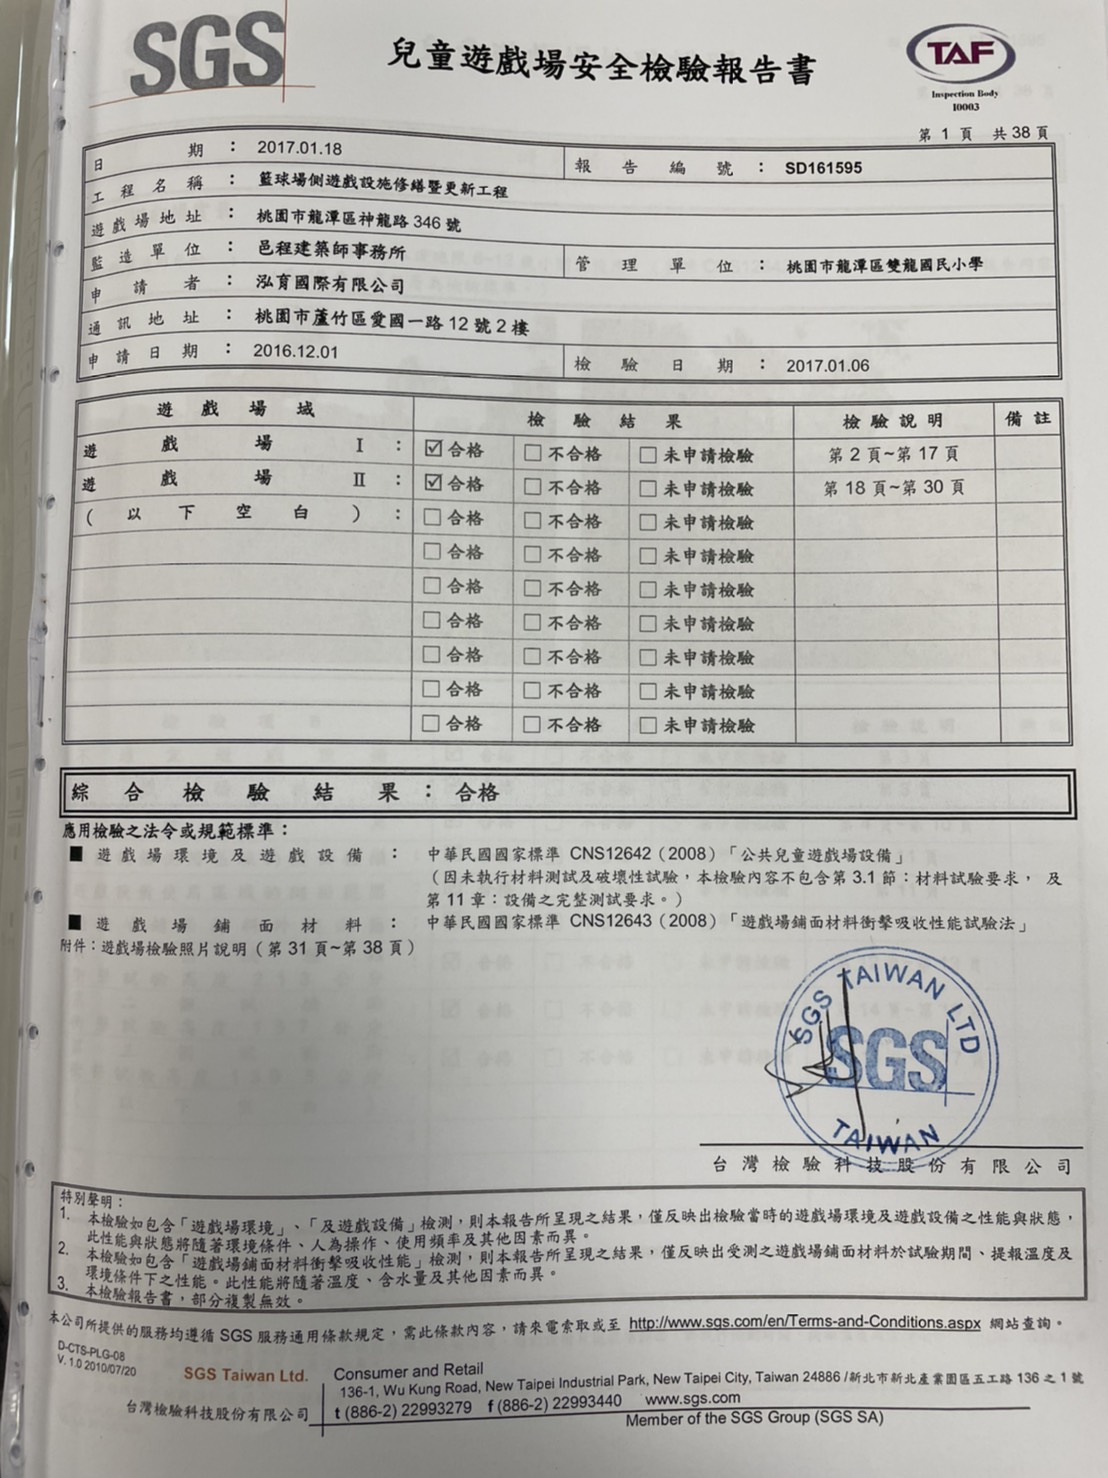 SGS
兒童遊戲場安全檢驗報告書
TAF
Inspection Body
I0003
第 1 頁 共 38 頁
日期：2017.01.18 報告編號：SD161595
工程名稱：籃球場側遊戲設施修繕暨更新工程
遊戲場地址：桃園市龍潭區神龍路 346 號
監造單位：邑程建築師事務所 管理單位：桃園市龍潭區雙龍國民小學
申請者：泓育國際有限公司
通訊地址：桃園市蘆竹區愛國一路 12 號 2 樓
申請日期：2016.12.01 檢驗日期：2017.01.06
遊戲場域 檢驗結果 檢驗說明 備註
遊戲場 I：☑合格 □不合格 □未申請檢驗 第 2 頁~第 17 頁
遊戲場 II：☑合格 □不合格 □未申請檢驗 第 18 頁~第 30 頁
(以下空白)：□合格 □不合格 □未申請檢驗
□合格 □不合格 □未申請檢驗
□合格 □不合格 □未申請檢驗
□合格 □不合格 □未申請檢驗
□合格 □不合格 □未申請檢驗
□合格 □不合格 □未申請檢驗
□合格 □不合格 □未申請檢驗
綜合檢驗結果：合格
應用檢驗之法令或規範標準：
■ 遊戲場環境及遊戲設備：中華民國國家標準 CNS12642（2008）「公共兒童遊戲場設備」
（因未執行材料測試及破壞性試驗，本檢驗內容不包含第 3.1 節：材料試驗要求， 及
第 11 章：設備之完整測試要求。）
■ 遊戲場鋪面材料：中華民國國家標準 CNS12643（2008）「遊戲場鋪面材料衝擊吸收性能試驗法」
附件：遊戲場檢驗照片說明（第 31 頁~第 38 頁）
SGS TAIWAN LTD
SGS
TAIWAN
台灣檢驗科技股份有限公司
特別聲明：
1. 本檢驗如包含「遊戲場環境」、「及遊戲設備」檢測，則本報告所呈現之結果，僅反映出檢驗當時的遊戲場環境及遊戲設備之性能與狀態，
此性能與狀態將隨著環境條件、人為操作、使用頻率及其他因素而異。
2. 本檢驗如包含「遊戲場鋪面材料衝擊吸收性能」檢測，則本報告所呈現之結果，僅反映出受測之遊戲場鋪面材料於試驗期間、提報溫度及
環境條件下之性能。此性能將隨著溫度、含水量及其他因素而異。
3. 本檢驗報告書，部分複製無效。
本公司所提供的服務均遵循 SGS 服務通用條款規定，需此條款內容，請來電索取或至 http://www.sgs.com/en/Terms-and-Conditions.aspx 網站查詢。
D-CTS-PLG-08
V. 1.0 2010/07/20
SGS Taiwan Ltd. Consumer and Retail
136-1, Wu Kung Road, New Taipei Industrial Park, New Taipei City, Taiwan 24886 /新北市新北產業園區五工路 136 之 1 號
台灣檢驗科技股份有限公司 t (886-2) 22993279 f (886-2) 22993440 www.sgs.com
Member of the SGS Group (SGS SA)